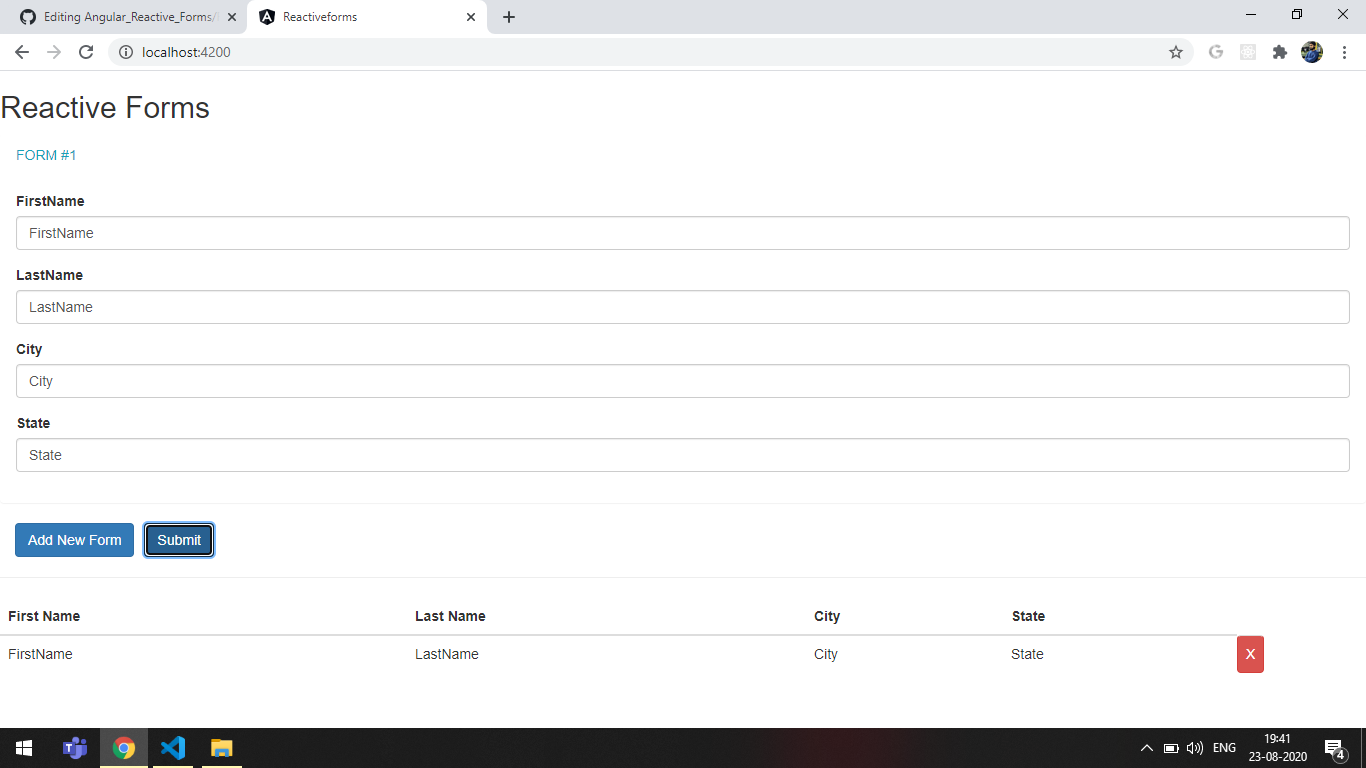 Editing Angular_Reactive_Forms/
Reactiveforms
localhost:4200
Reactive Forms
FORM #1
FirstName
FirstName
LastName
LastName
City
City
State
State
Add New Form Submit
First Name Last Name City State
FirstName LastName City State X
ENG
19:41
23-08-2020
4